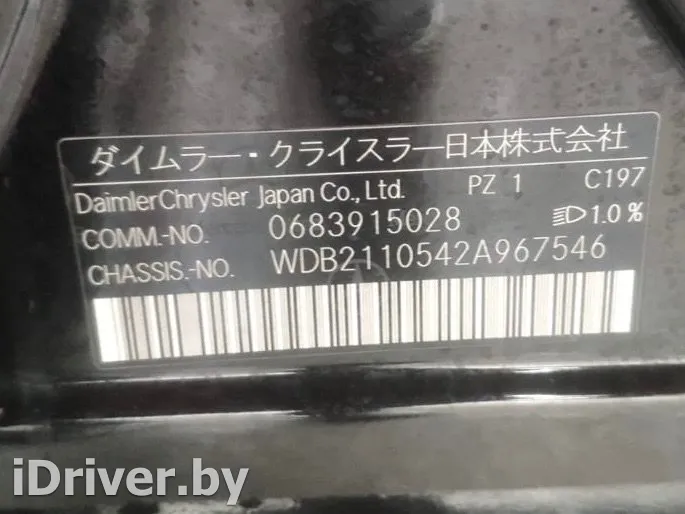 ダイムラー・クライスラー日本株式会社
DaimlerChrysler Japan Co., Ltd. PZ 1 C197
COMM.-NO. 0683915028 1.0%
CHASSIS.-NO. WDB2110542A967546
iDriver.by